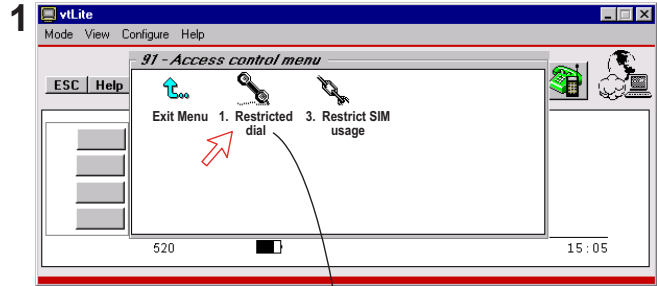 1
vtLite
Mode View Configure Help
91 - Access control menu
ESC Help
Exit Menu 1. Restricted dial 3. Restrict SIM usage
520 15:05